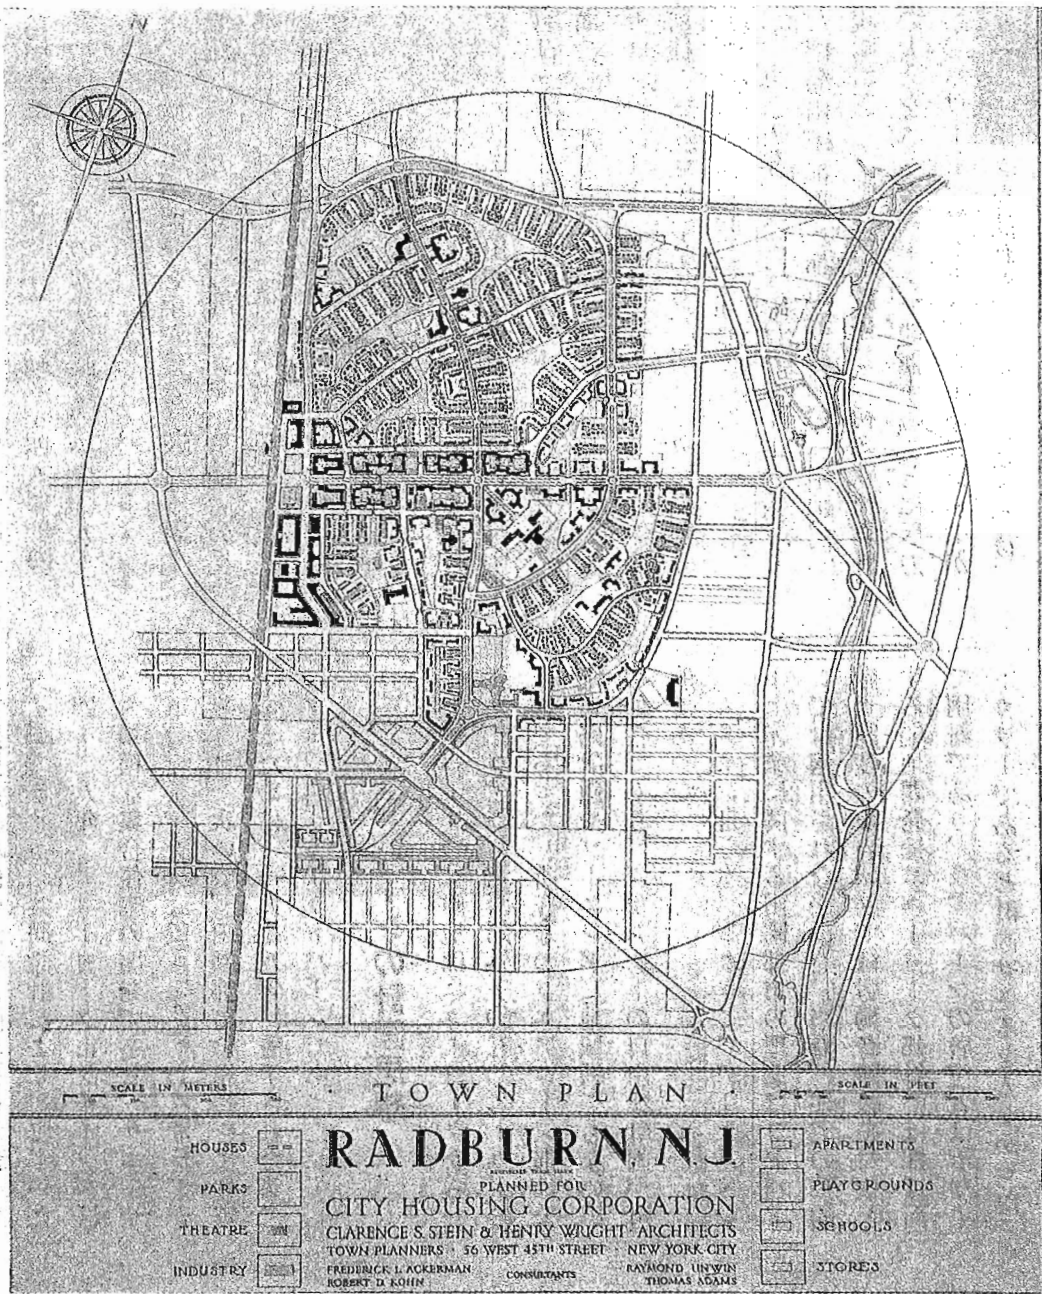 N
SCALE IN METERS
· TOWN PLAN ·
SCALE IN FEET
HOUSES
PARKS
THEATRE
INDUSTRY
RADBURN, N.J.
PLANNED FOR
CITY HOUSING CORPORATION
CLARENCE S. STEIN & HENRY WRIGHT · ARCHITECTS
TOWN PLANNERS · 56 WEST 45TH STREET · NEW YORK CITY
FREDERICK L. ACKERMAN
ROBERT D. KOHN
CONSULTANTS
RAYMOND UNWIN
THOMAS ADAMS
APARTMENTS
PLAYGROUNDS
SCHOOLS
STORES